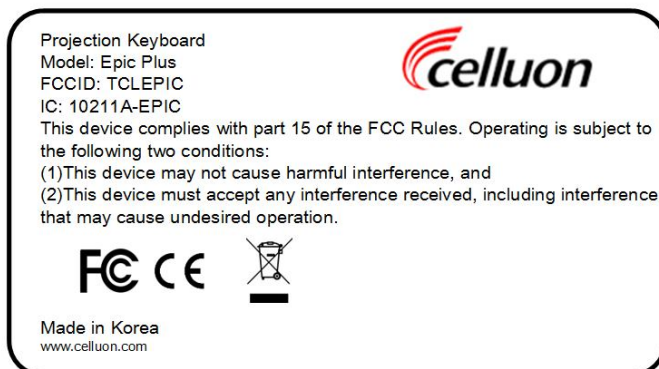 Projection Keyboard
Model: Epic Plus
celluon
FCCID: TCLEPIC
IC: 10211A-EPIC
This device complies with part 15 of the FCC Rules. Operating is subject to
the following two conditions:
(1)This device may not cause harmful interference, and
(2)This device must accept any interference received, including interference
that may cause undesired operation.
FC CE
Made in Korea
www.celluon.com